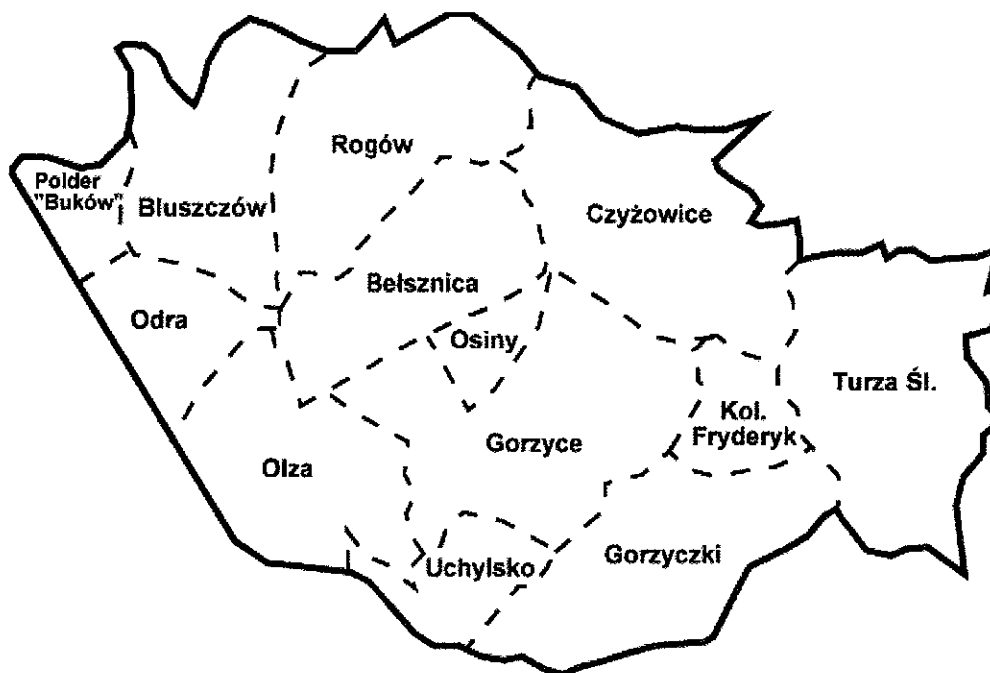 Rogów
Polder
"Buków"
Bluszczów
Czyżowice
Bełsznica
Odra
Osiny
Turza Śl.
Kol.
Fryderyk
Gorzyce
Olza
Uchylsko
Gorzyczki